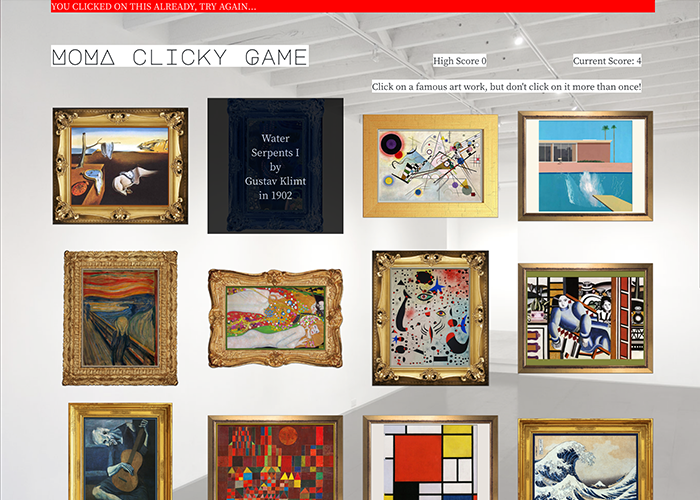 YOU CLICKED ON THIS ALREADY, TRY AGAIN...
MOMA CLICKY GAME
High Score 0
Current Score: 4
Click on a famous art work, but don't click on it more than once!
Water
Serpents I
by
Gustav Klimt
in 1902